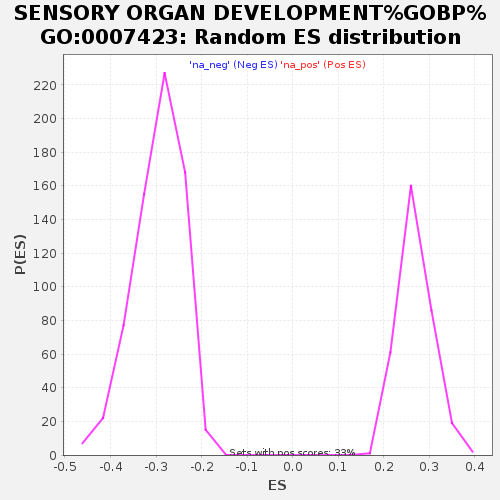 SENSORY ORGAN DEVELOPMENT%GOBP%
GO:0007423: Random ES distribution
'na_neg' (Neg ES) 'na_pos' (Pos ES)
220
200
180
160
140
120
100
80
60
40
20
0
P(ES)
Sets with pos scores: 33%
-0.5 -0.4 -0.3 -0.2 -0.1 0.0 0.1 0.2 0.3 0.4
ES